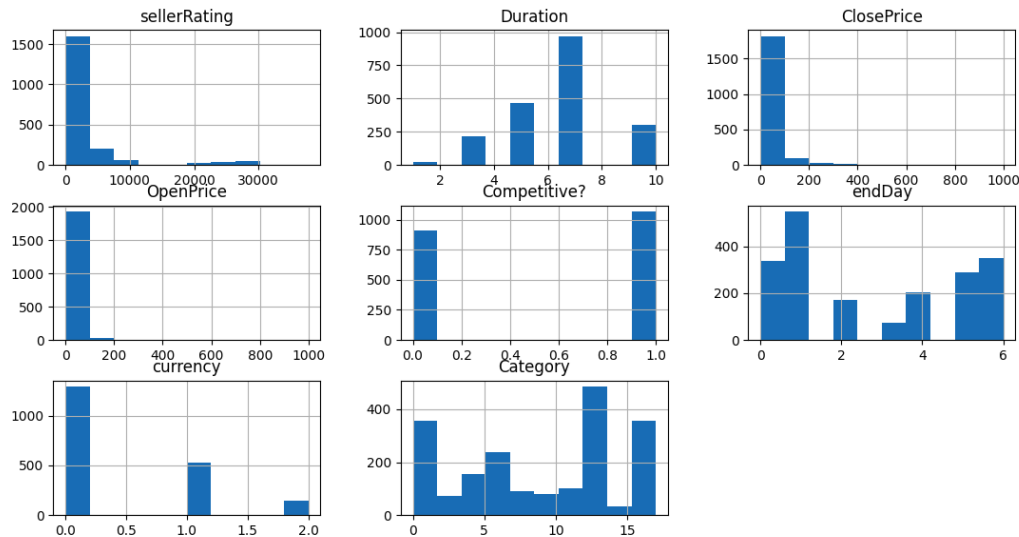 sellerRating Duration ClosePrice
1500
1000
500
0
0 10000 20000 30000
1000
750
500
250
0
2 4 6 8 10
1500
1000
500
0
0 200 400 600 800 1000
OpenPrice Competitive? endDay
2000
1500
1000
500
0
0 200 400 600 800 1000
1000
750
500
250
0
0.0 0.2 0.4 0.6 0.8 1.0
400
200
0
0 2 4 6
currency Category
1000
500
0
0.0 0.5 1.0 1.5 2.0
400
200
0
0 5 10 15